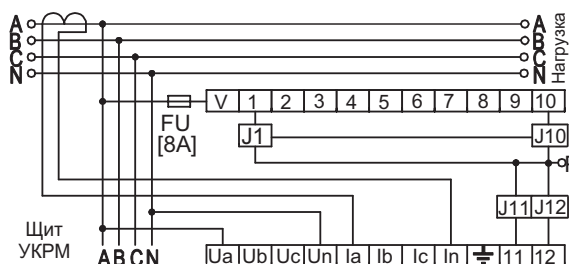 A A
B B
C C
N N
Нагрузка
V 1 2 3 4 5 6 7 8 9 10
FU
[8A]
J1 J10
J11 J12
Щит
УКРМ
A B C N
Ua Ub Uc Un Ia Ib Ic In 11 12